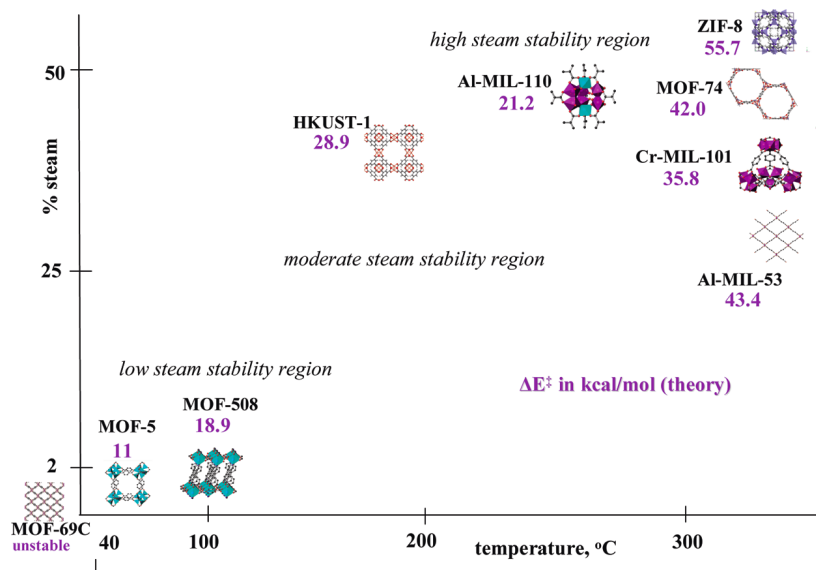 ZIF-8
55.7
high steam stability region
50
Al-MIL-110
21.2
MOF-74
42.0
HKUST-1
28.9
Cr-MIL-101
35.8
% steam
moderate steam stability region
25
Al-MIL-53
43.4
low steam stability region
ΔE‡ in kcal/mol (theory)
MOF-508
18.9
MOF-5
11
2
MOF-69C
unstable
40
100
200
300
temperature, °C